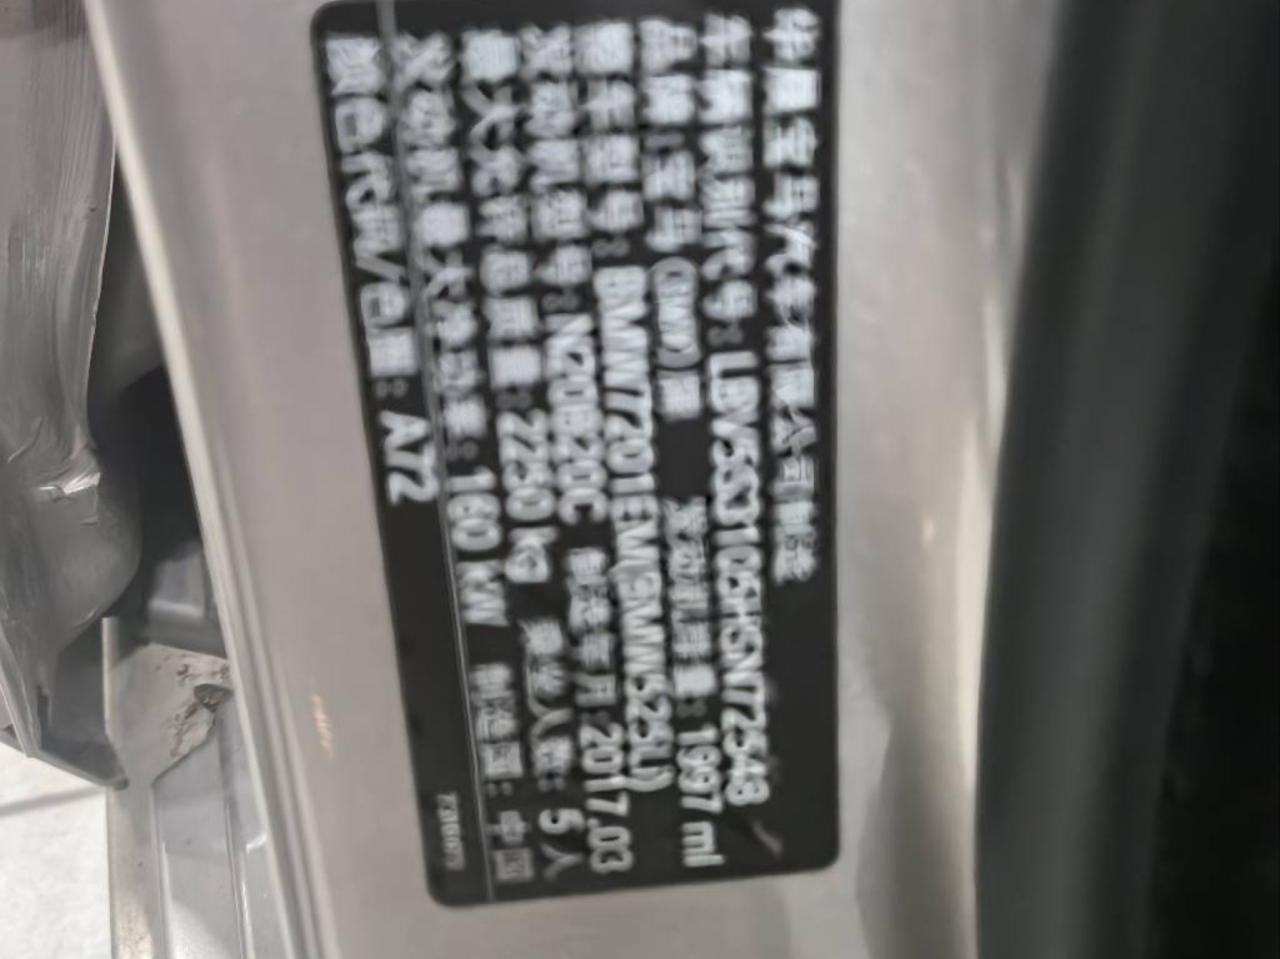 华晨宝马汽车有限公司制造
车辆识别代号: LBV5S3106HSN72548
品牌:宝马(BMW)牌 发动机排量: 1997 ml
整车型号: BMW7201EM(BMW525Li)
发动机型号:N20B20C 制造年月:2017.03
最大允许总质量:2250 kg 乘坐人数: 5人
发动机最大净功率:160 kW 制造国: 中国
颜色代码/色厘: A72